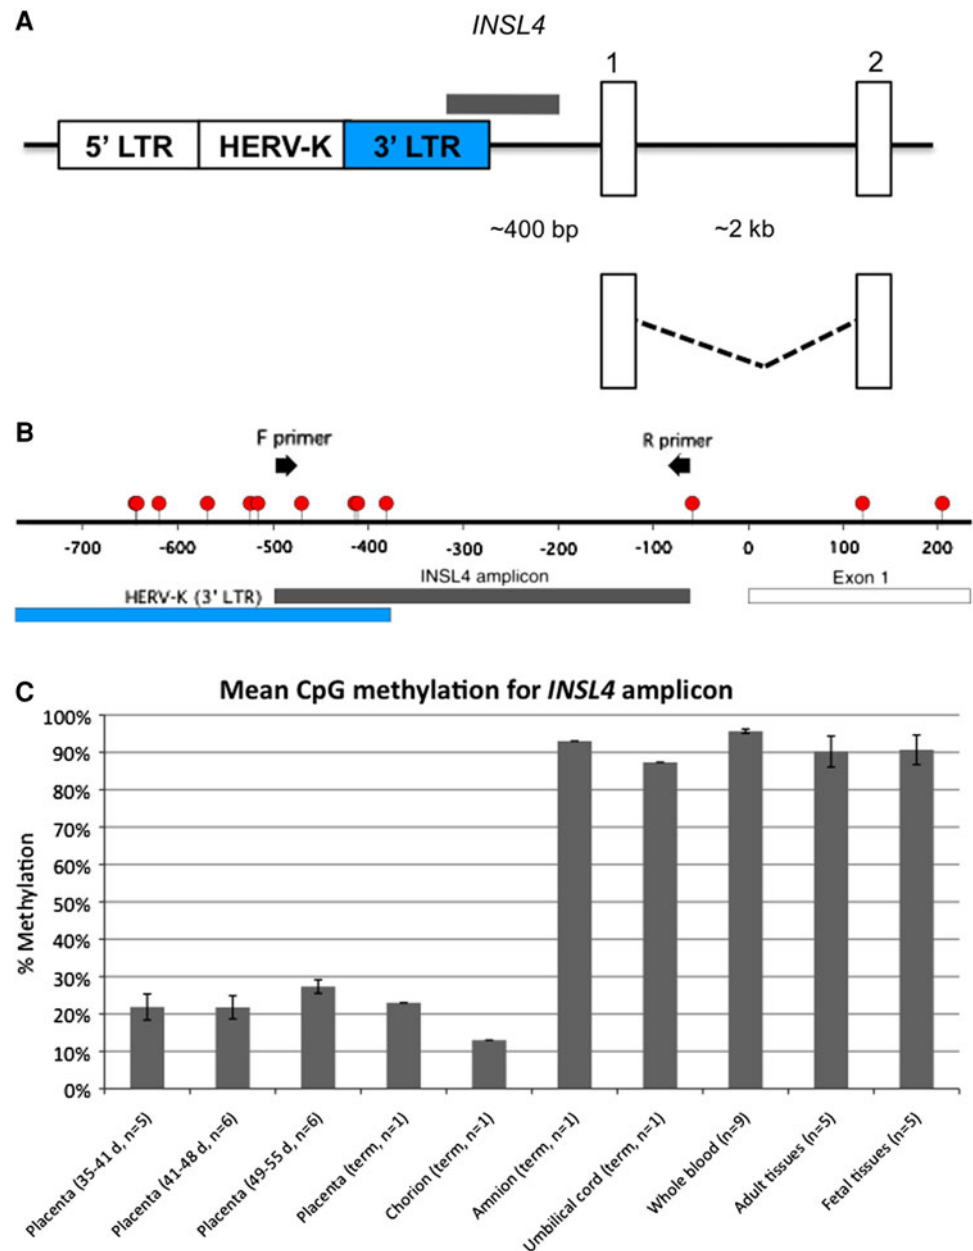 A
INSL4
1
2
5’ LTR
HERV-K
3’ LTR
~400 bp
~2 kb
B
F primer
R primer
-700
-600
-500
-400
-300
-200
-100
0
100
200
INSL4 amplicon
Exon 1
HERV-K (3' LTR)
C
Mean CpG methylation for INSL4 amplicon
% Methylation
100%
90%
80%
70%
60%
50%
40%
30%
20%
10%
0%
Placenta (35-41 d, n=5)
Placenta (41-48 d, n=6)
Placenta (49-55 d, n=6)
Placenta (term, n=1)
Chorion (term, n=1)
Amnion (term, n=1)
Umbilical cord (term, n=1)
Whole blood (n=9)
Adult tissues (n=5)
Fetal tissues (n=5)